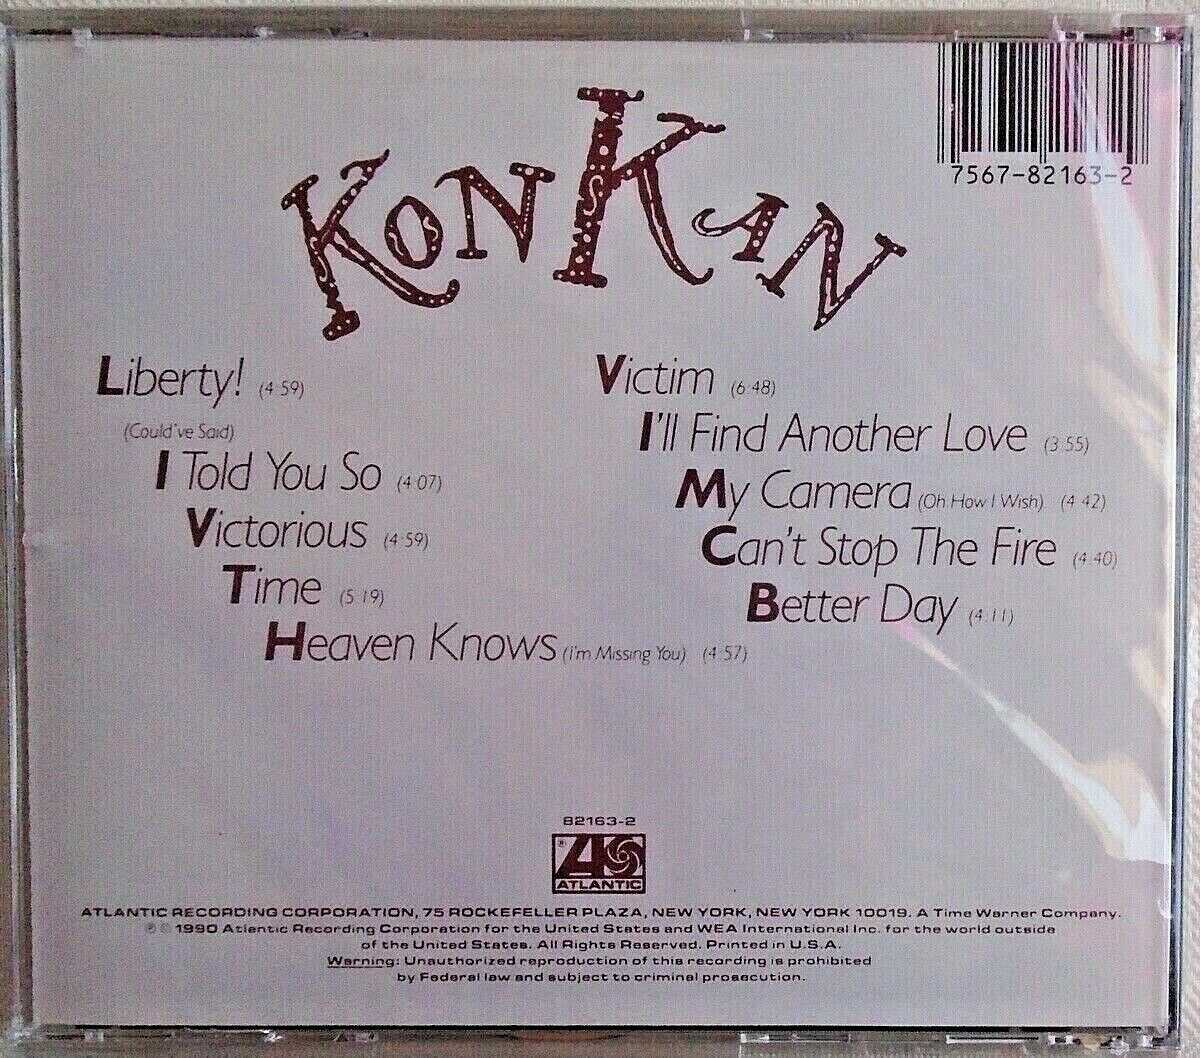 7567-82163-2
KON KAN
Liberty! (4:59)
(Could've Said)
I Told You So (4:07)
Victorious (4:59)
Time (5:19)
Heaven Knows (I'm Missing You) (4:57)
Victim (6:48)
I'll Find Another Love (3:55)
My Camera (Oh How I Wish) (4:42)
Can't Stop The Fire (4:40)
Better Day (4:11)
82163-2
®
ATLANTIC
ATLANTIC RECORDING CORPORATION, 75 ROCKEFELLER PLAZA, NEW YORK, NEW YORK 10019. A Time Warner Company.
℗ © 1990 Atlantic Recording Corporation for the United States and WEA International Inc. for the world outside
of the United States. All Rights Reserved. Printed in U.S.A.
Warning: Unauthorized reproduction of this recording is prohibited
by Federal law and subject to criminal prosecution.